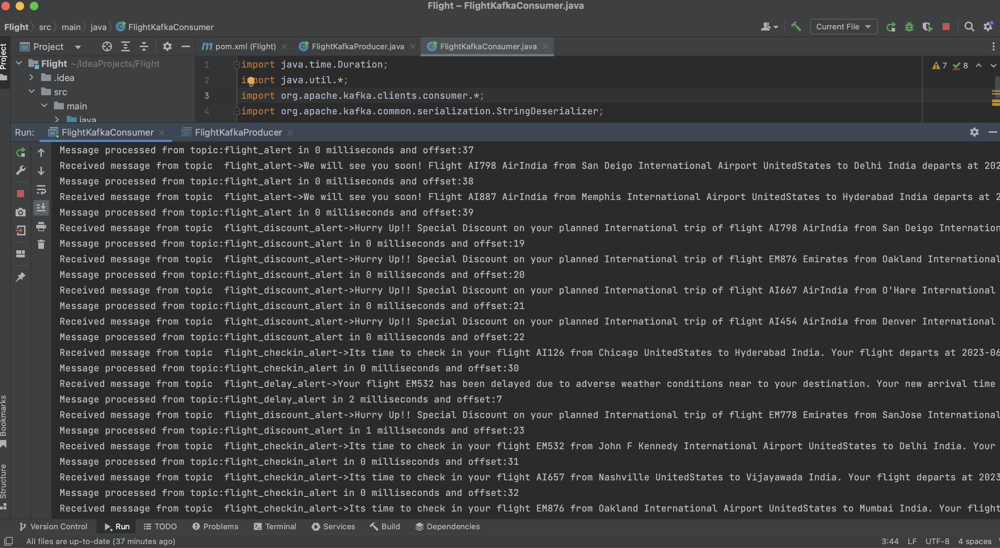 Flight – FlightKafkaConsumer.java
Flight src main java FlightKafkaConsumer
Current File
Project
Project
pom.xml (Flight)
FlightKafkaProducer.java
FlightKafkaConsumer.java
Flight ~/IdeaProjects/Flight
.idea
src
main
java
1 import java.time.Duration;
2 import java.util.*;
3 import org.apache.kafka.clients.consumer.*;
4 import org.apache.kafka.common.serialization.StringDeserializer;
7 8
Run: FlightKafkaConsumer FlightKafkaProducer
Message processed from topic:flight_alert in 0 milliseconds and offset:37
Received message from topic  flight_alert->We will see you soon! Flight AI798 AirIndia from San Deigo International Airport UnitedStates to Delhi India departs at 202
Message processed from topic:flight_alert in 0 milliseconds and offset:38
Received message from topic  flight_alert->We will see you soon! Flight AI887 AirIndia from Memphis International Airport UnitedStates to Hyderabad India departs at 2
Message processed from topic:flight_alert in 0 milliseconds and offset:39
Received message from topic  flight_discount_alert->Hurry Up!! Special Discount on your planned International trip of flight AI798 AirIndia from San Deigo Internation
Message processed from topic:flight_discount_alert in 0 milliseconds and offset:19
Received message from topic  flight_discount_alert->Hurry Up!! Special Discount on your planned International trip of flight EM876 Emirates from Oakland International
Message processed from topic:flight_discount_alert in 0 milliseconds and offset:20
Received message from topic  flight_discount_alert->Hurry Up!! Special Discount on your planned International trip of flight AI667 AirIndia from O'Hare International
Message processed from topic:flight_discount_alert in 0 milliseconds and offset:21
Received message from topic  flight_discount_alert->Hurry Up!! Special Discount on your planned International trip of flight AI454 AirIndia from Denver International
Message processed from topic:flight_discount_alert in 0 milliseconds and offset:22
Received message from topic  flight_checkin_alert->Its time to check in your flight AI126 from Chicago UnitedStates to Hyderabad India. Your flight departs at 2023-06
Message processed from topic:flight_checkin_alert in 0 milliseconds and offset:30
Received message from topic  flight_delay_alert->Your flight EM532 has been delayed due to adverse weather conditions near to your destination. Your new arrival time
Message processed from topic:flight_delay_alert in 2 milliseconds and offset:7
Received message from topic  flight_discount_alert->Hurry Up!! Special Discount on your planned International trip of flight EM778 Emirates from SanJose International
Message processed from topic:flight_discount_alert in 1 milliseconds and offset:23
Received message from topic  flight_checkin_alert->Its time to check in your flight EM532 from John F Kennedy International Airport UnitedStates to Delhi India. Your
Message processed from topic:flight_checkin_alert in 0 milliseconds and offset:31
Received message from topic  flight_checkin_alert->Its time to check in your flight AI657 from Nashville UnitedStates to Vijayawada India. Your flight departs at 2023
Message processed from topic:flight_checkin_alert in 0 milliseconds and offset:32
Received message from topic  flight_checkin_alert->Its time to check in your flight EM876 from Oakland International Airport UnitedStates to Mumbai India. Your flight
Bookmarks
Structure
Version Control Run TODO Problems Terminal Services Build Dependencies
All files are up-to-date (37 minutes ago)
3:44 LF UTF-8 4 spaces